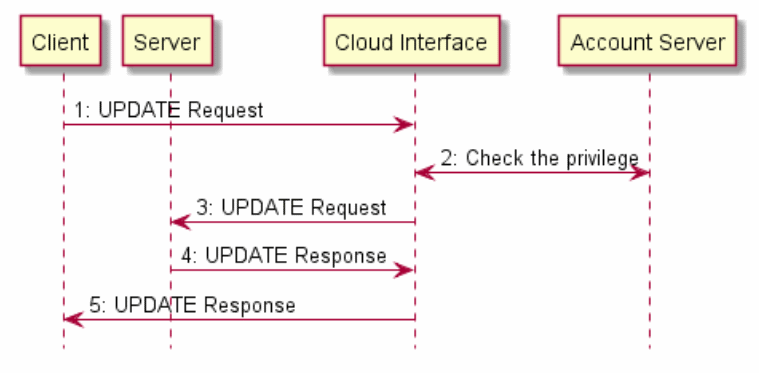 Client
Server
Cloud Interface
Account Server
1: UPDATE Request
2: Check the privilege
3: UPDATE Request
4: UPDATE Response
5: UPDATE Response